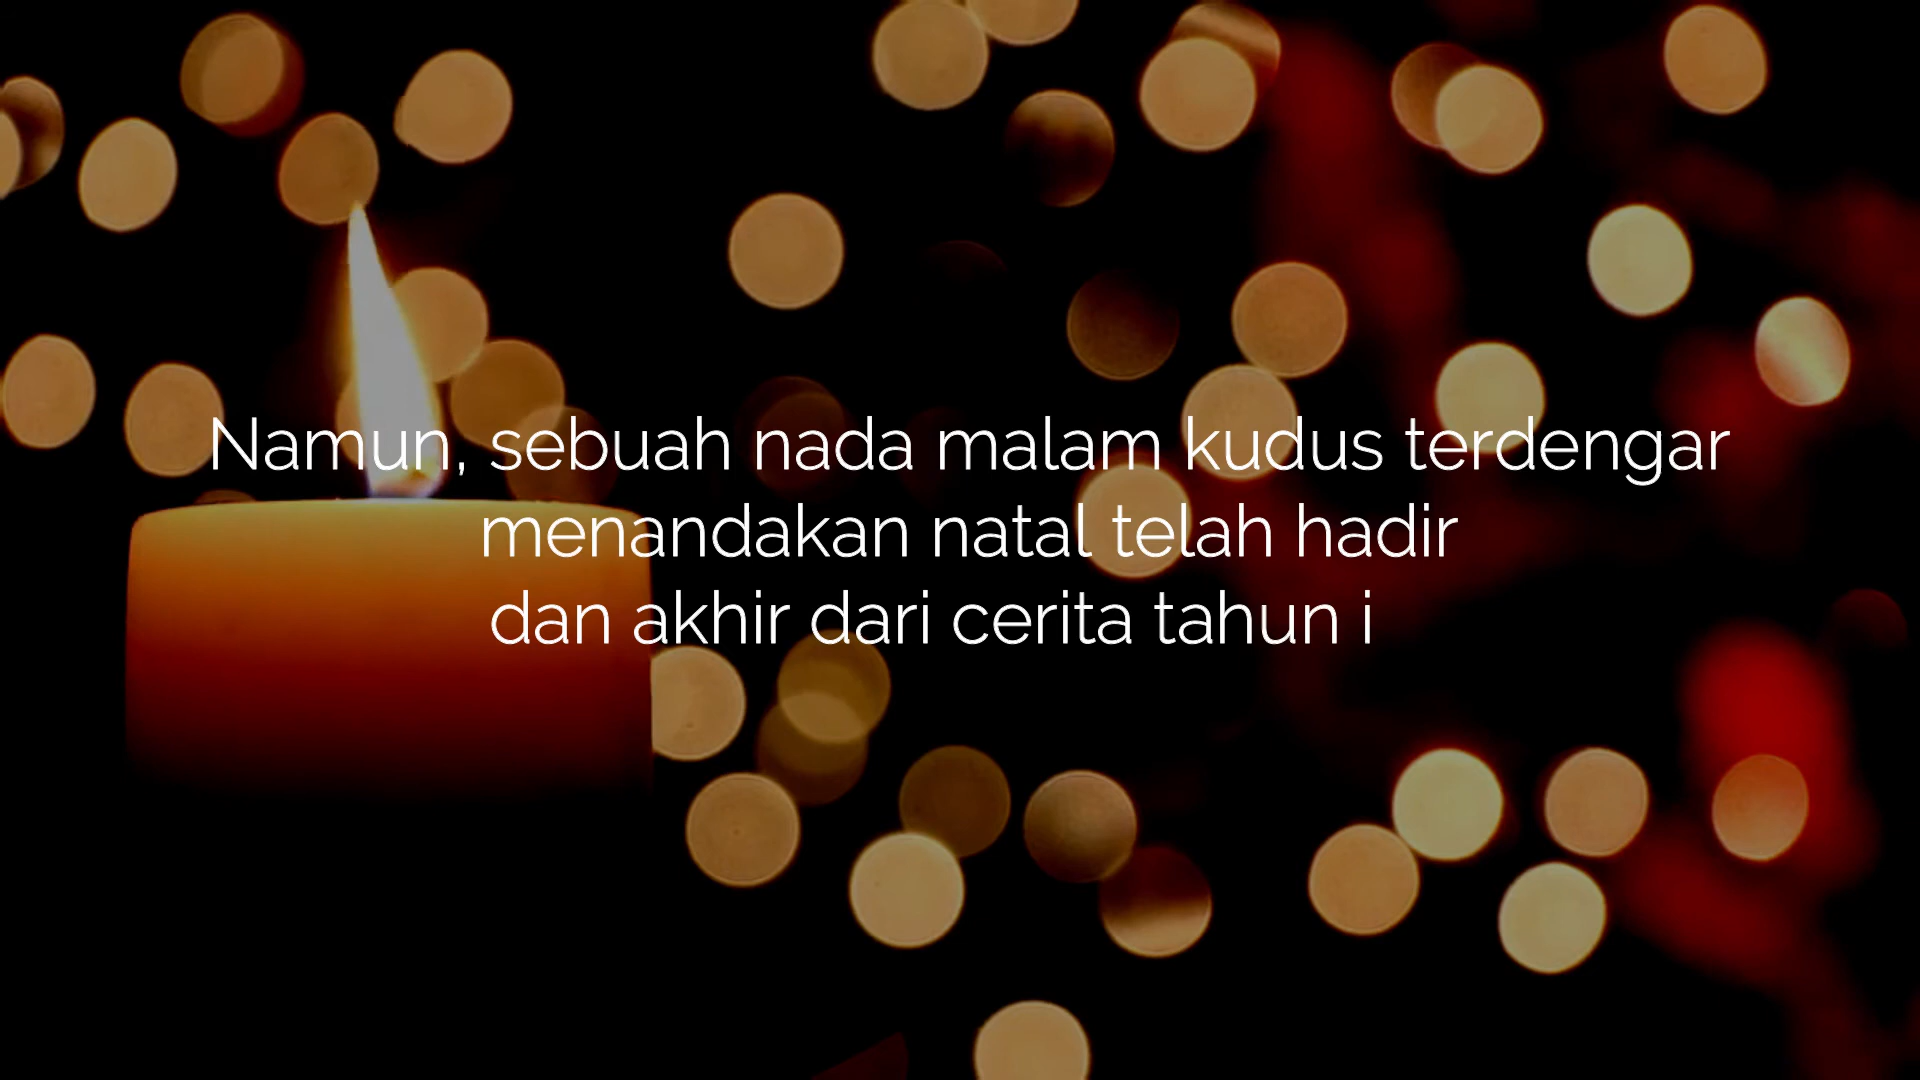 Namun, sebuah nada malam kudus terdengar
menandakan natal telah hadir
dan akhir dari cerita tahun i